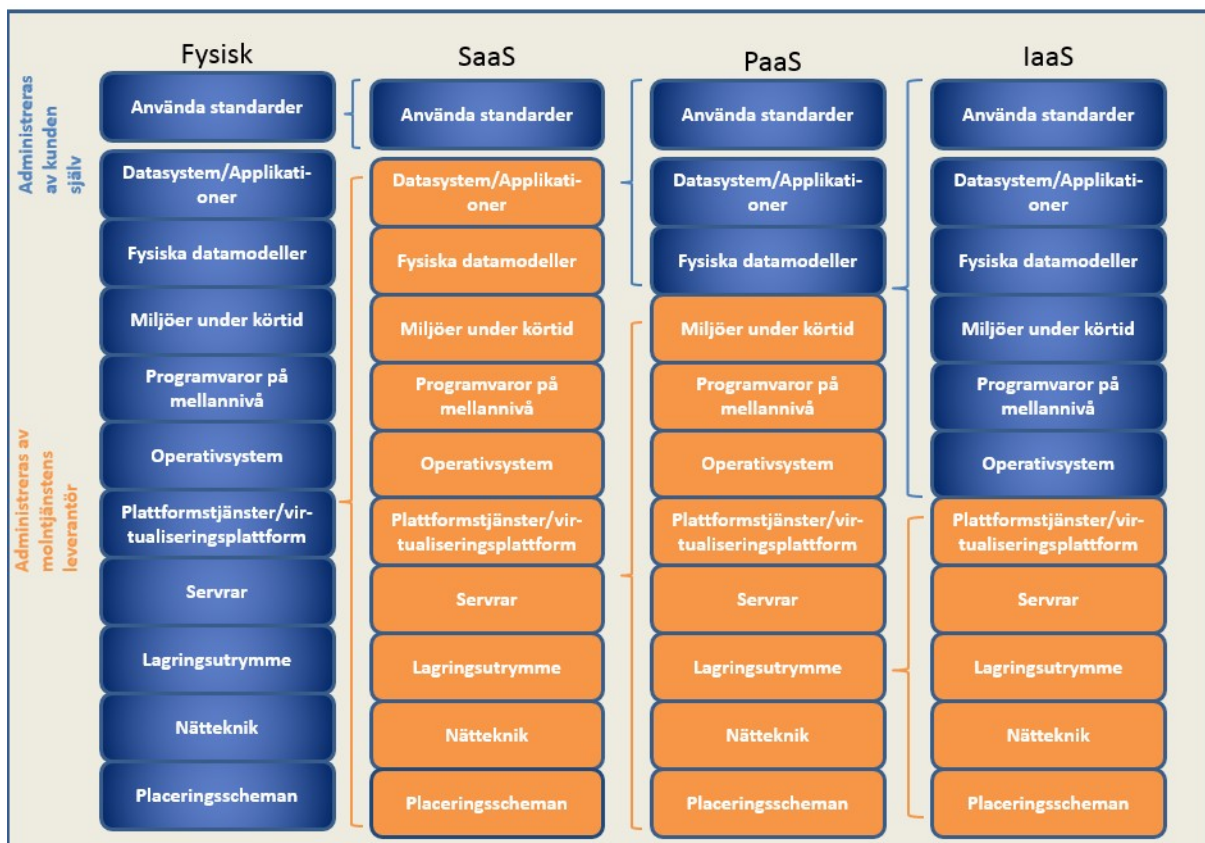 Fysisk
SaaS
PaaS
IaaS
Administreras
av kunden
själv
Administreras av
molntjänstens
leverantör
Använda standarder
Datasystem/Applikati-
oner
Fysiska datamodeller
Miljöer under körtid
Programvaror på
mellannivå
Operativsystem
Plattformstjänster/vir-
tualiseringsplattform
Servrar
Lagringsutrymme
Nätteknik
Placeringsscheman
Använda standarder
Datasystem/Applikati-
oner
Fysiska datamodeller
Miljöer under körtid
Programvaror på
mellannivå
Operativsystem
Plattformstjänster/vir-
tualiseringsplattform
Servrar
Lagringsutrymme
Nätteknik
Placeringsscheman
Använda standarder
Datasystem/Applikati-
oner
Fysiska datamodeller
Miljöer under körtid
Programvaror på
mellannivå
Operativsystem
Plattformstjänster/vir-
tualiseringsplattform
Servrar
Lagringsutrymme
Nätteknik
Placeringsscheman
Använda standarder
Datasystem/Applikati-
oner
Fysiska datamodeller
Miljöer under körtid
Programvaror på
mellannivå
Operativsystem
Plattformstjänster/vir-
tualiseringsplattform
Servrar
Lagringsutrymme
Nätteknik
Placeringsscheman